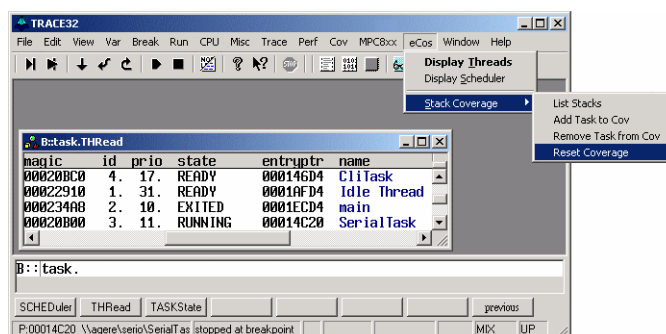 TRACE32
File Edit View Var Break Run CPU Misc Trace Perf Cov MPC8xx eCos Window Help
Display Threads
Display Scheduler
Stack Coverage
List Stacks
Add Task to Cov
Remove Task from Cov
Reset Coverage
B::task.THRead
magic id prio state entryptr name
00020BC0 4. 17. READY 000146D4 CliTask
00022910 1. 31. READY 0001AFD4 Idle Thread
000234A8 2. 10. EXITED 0001ECD4 main
00020B00 3. 11. RUNNING 00014C20 SerialTask
B::task.
SCHEDuler THRead TASKState previous
P:00014C20 \\agere\serio\SerialTas stopped at breakpoint MIX UP